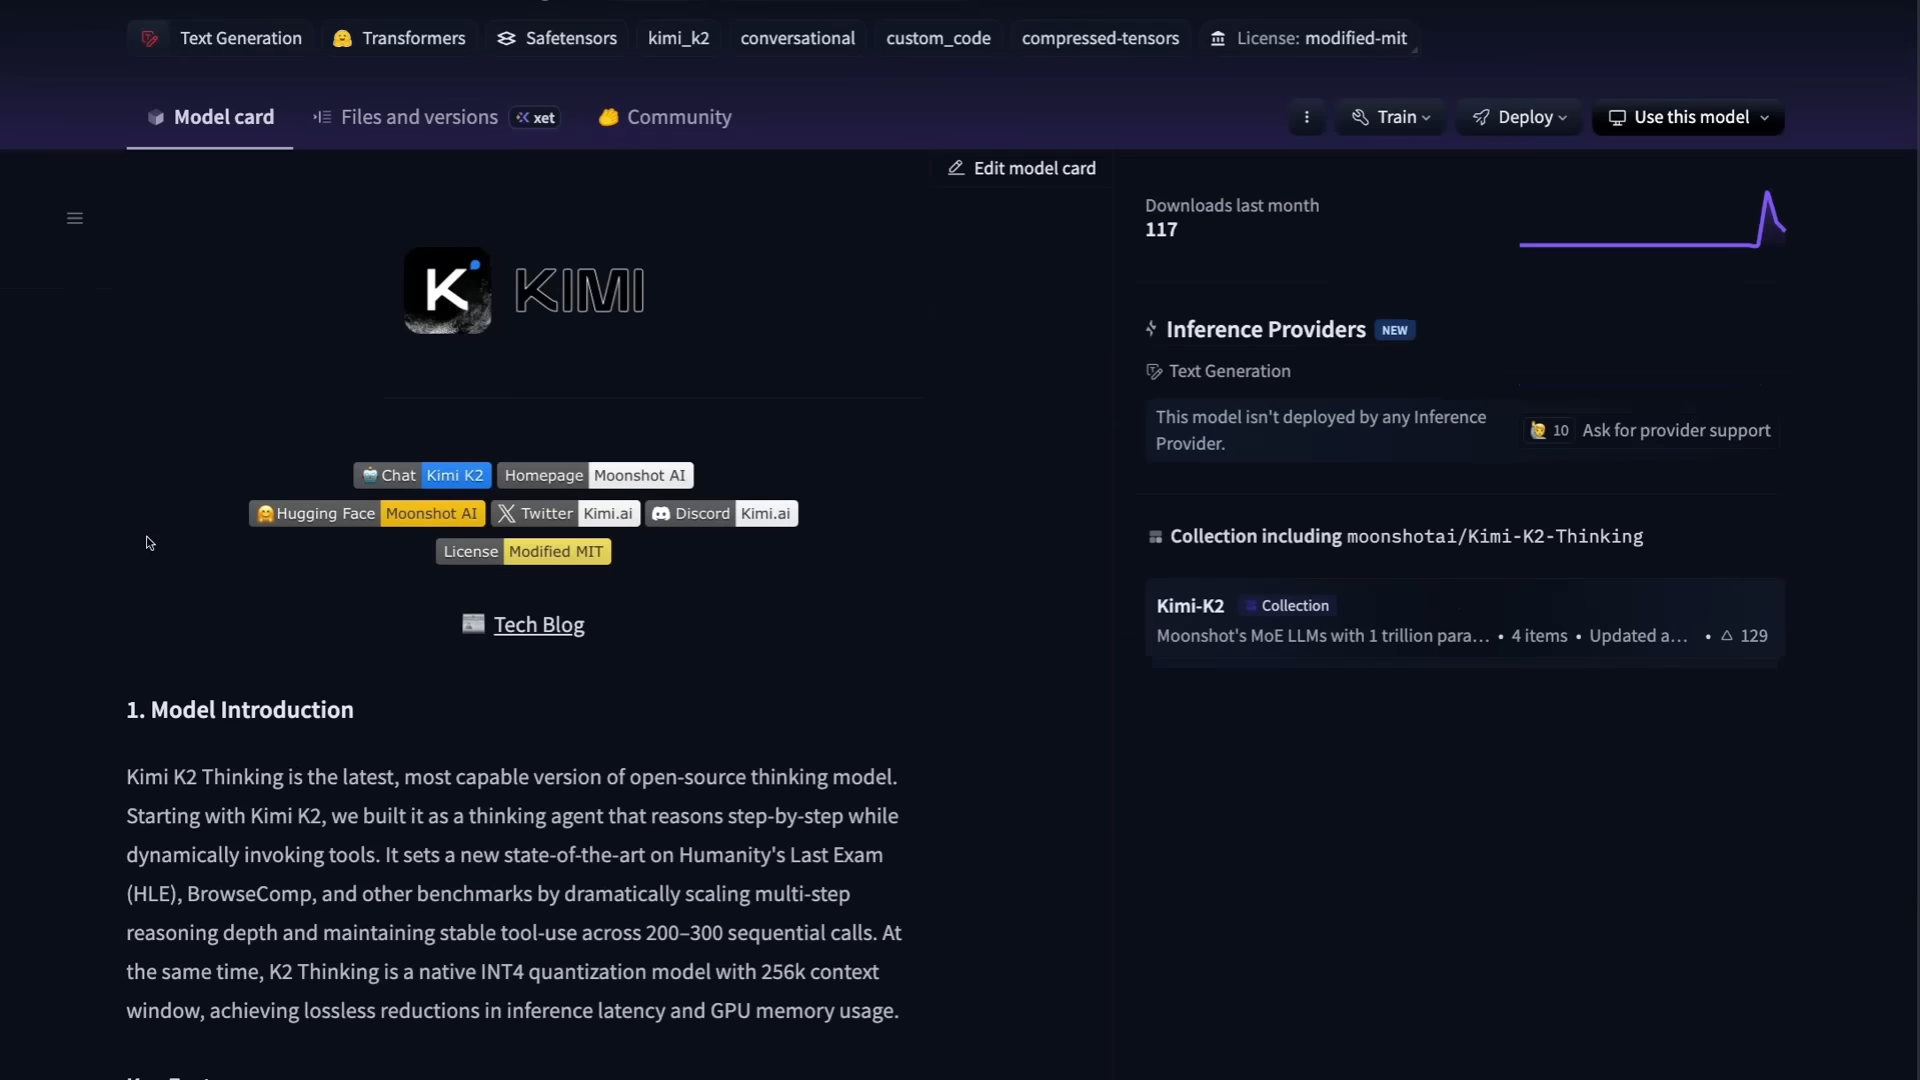 Text Generation
Transformers
Safetensors
kimi_k2
conversational
custom_code
compressed-tensors
License: modified-mit
Model card
Files and versions
xet
Community
Train
Deploy
Use this model
Edit model card
K KIMI
Chat Kimi K2
Homepage Moonshot AI
Hugging Face Moonshot AI
Twitter Kimi.ai
Discord Kimi.ai
License Modified MIT
Tech Blog
1. Model Introduction
Kimi K2 Thinking is the latest, most capable version of open-source thinking model.
Starting with Kimi K2, we built it as a thinking agent that reasons step-by-step while
dynamically invoking tools. It sets a new state-of-the-art on Humanity's Last Exam
(HLE), BrowseComp, and other benchmarks by dramatically scaling multi-step
reasoning depth and maintaining stable tool-use across 200–300 sequential calls. At
the same time, K2 Thinking is a native INT4 quantization model with 256k context
window, achieving lossless reductions in inference latency and GPU memory usage.
Downloads last month
117
Inference Providers NEW
Text Generation
This model isn't deployed by any Inference
Provider.
10 Ask for provider support
Collection including moonshotai/Kimi-K2-Thinking
Kimi-K2 Collection
Moonshot's MoE LLMs with 1 trillion para... • 4 items • Updated a... • 129